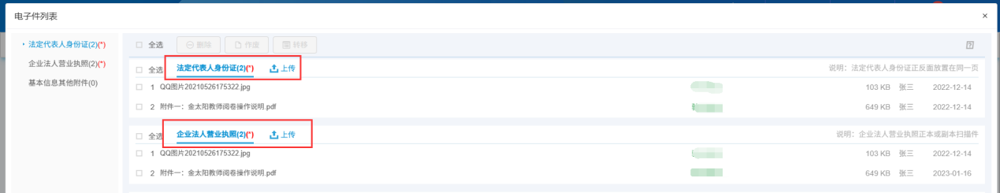 电子件列表 ×
法定代表人身份证(2)(*)
企业法人营业执照(2)(*)
基本信息其他附件(0)
全选 删除 作废 转移
全选 法定代表人身份证(2)(*) 上传 说明：法定代表人身份证正反面放置在同一页
1 QQ图片20210526175322.jpg 103 KB 张三 2022-12-14
2 附件一：金太阳教师阅卷操作说明.pdf 649 KB 张三 2022-12-14
全选 企业法人营业执照(2)(*) 上传 说明：企业法人营业执照正本或副本扫描件
1 QQ图片20210526175322.jpg 103 KB 张三 2022-12-14
2 附件一：金太阳教师阅卷操作说明.pdf 649 KB 张三 2023-01-16